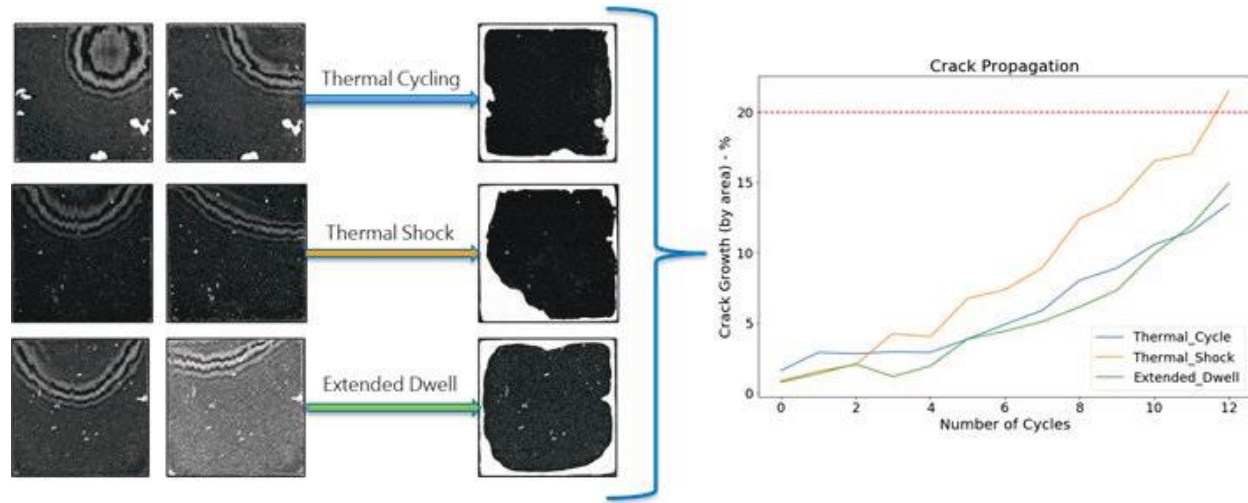 Thermal Cycling
Thermal Shock
Extended Dwell
Crack Propagation
Crack Growth (by area) - %
20
15
10
5
0
0 2 4 6 8 10 12
Number of Cycles
Thermal_Cycle
Thermal_Shock
Extended_Dwell